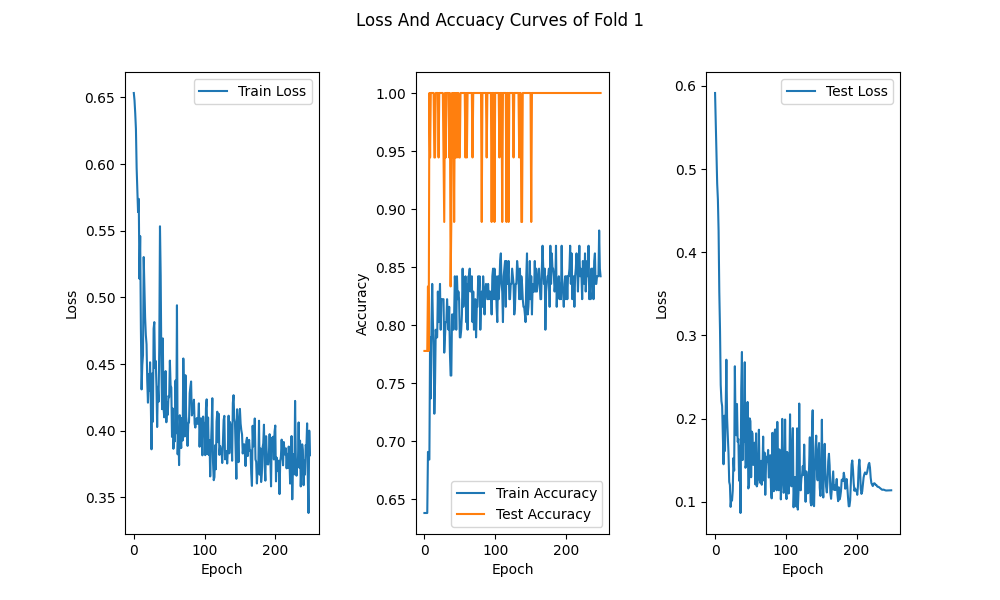 Loss And Accuacy Curves of Fold 1
Train Loss
0.65
0.60
0.55
0.50
0.45
0.40
0.35
Loss
0
100
200
Epoch
1.00
0.95
0.90
0.85
0.80
0.75
0.70
0.65
Accuracy
Train Accuracy
Test Accuracy
0
100
200
Epoch
Test Loss
0.6
0.5
0.4
0.3
0.2
0.1
Loss
0
100
200
Epoch